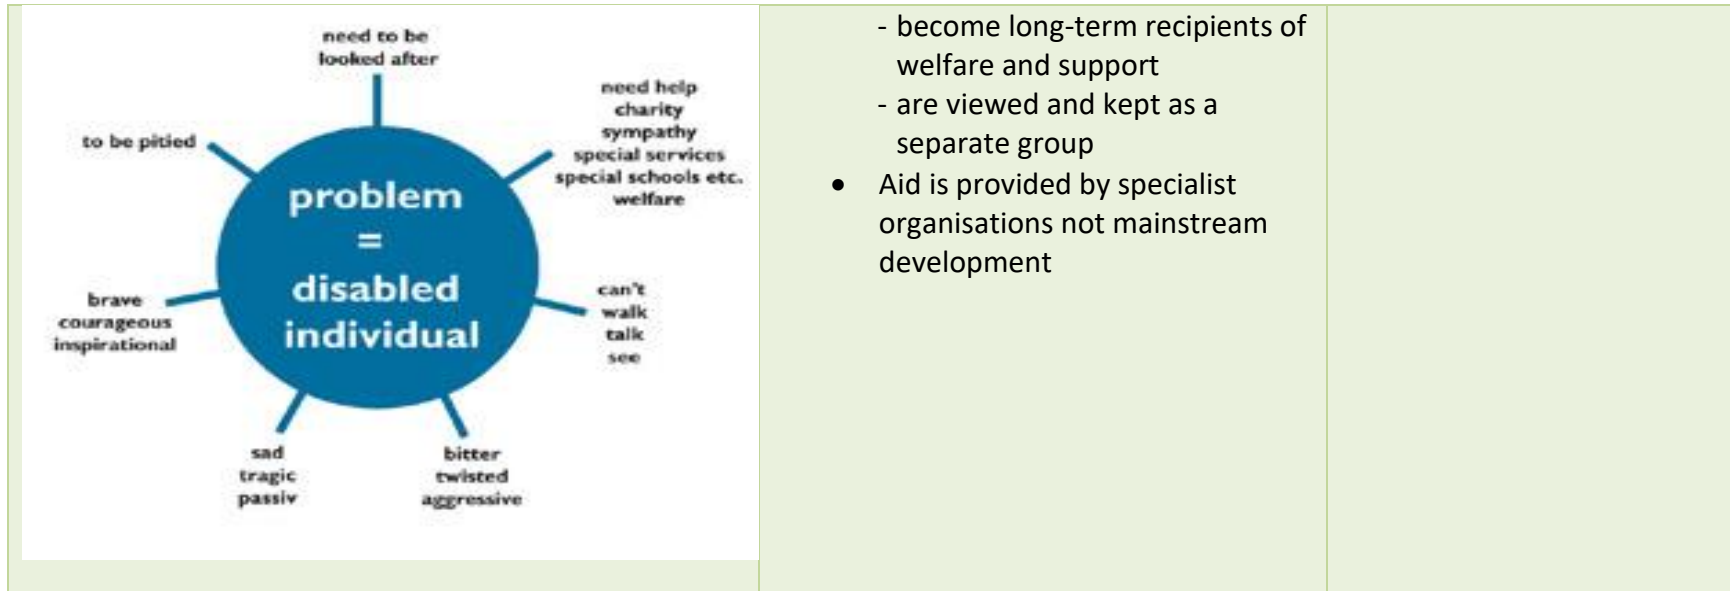 need to be
looked after
need help
charity
sympathy
special services
special schools etc.
welfare
to be pitied
problem
=
disabled
individual
can't
walk
talk
see
brave
courageous
inspirational
sad
tragic
passiv
bitter
twisted
aggressive
- become long-term recipients of
welfare and support
- are viewed and kept as a
separate group
• Aid is provided by specialist
organisations not mainstream
development